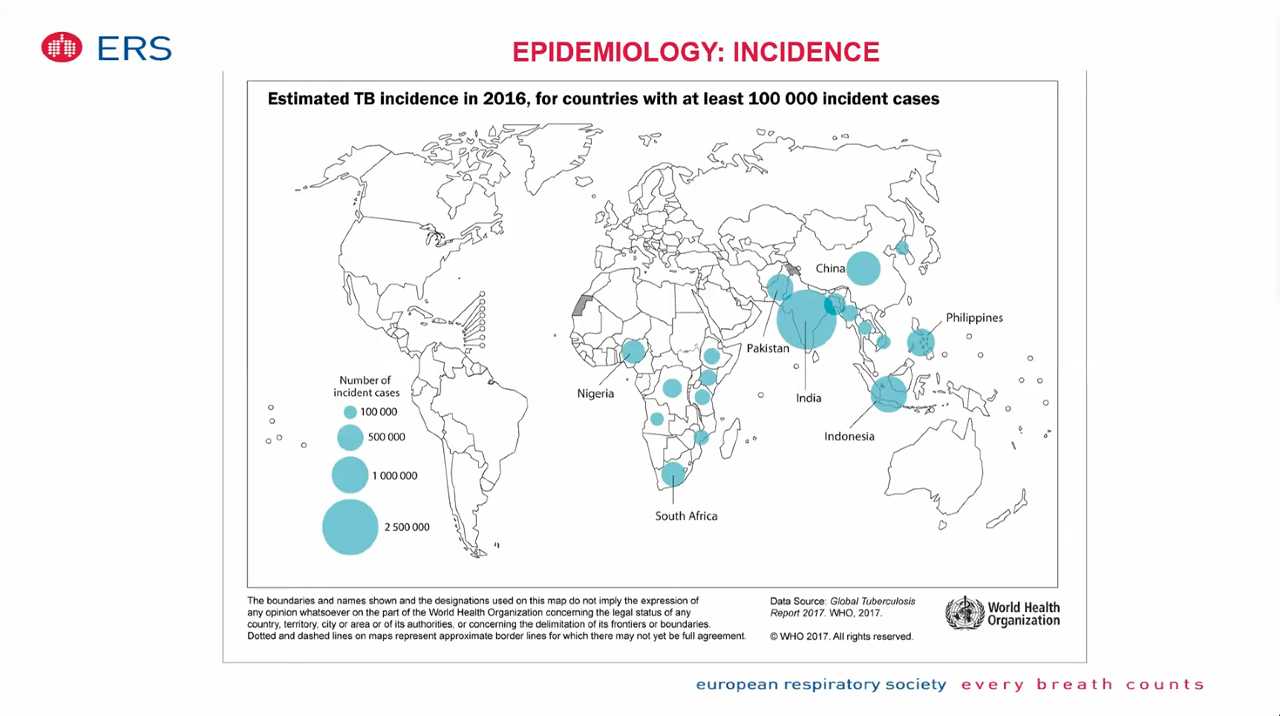 ERS
EPIDEMIOLOGY: INCIDENCE
Estimated TB incidence in 2016, for countries with at least 100 000 incident cases
China
Philippines
Pakistan
India
Nigeria
Indonesia
South Africa
Number of
incident cases
100 000
500 000
1 000 000
2 500 000
The boundaries and names shown and the designations used on this map do not imply the expression of
any opinion whatsoever on the part of the World Health Organization concerning the legal status of any
country, territory, city or area or of its authorities, or concerning the delimitation of its frontiers or boundaries.
Dotted and dashed lines on maps represent approximate border lines for which there may not yet be full agreement.
Data Source: Global Tuberculosis
Report 2017. WHO, 2017.
© WHO 2017. All rights reserved.
World Health
Organization
european respiratory society every breath counts